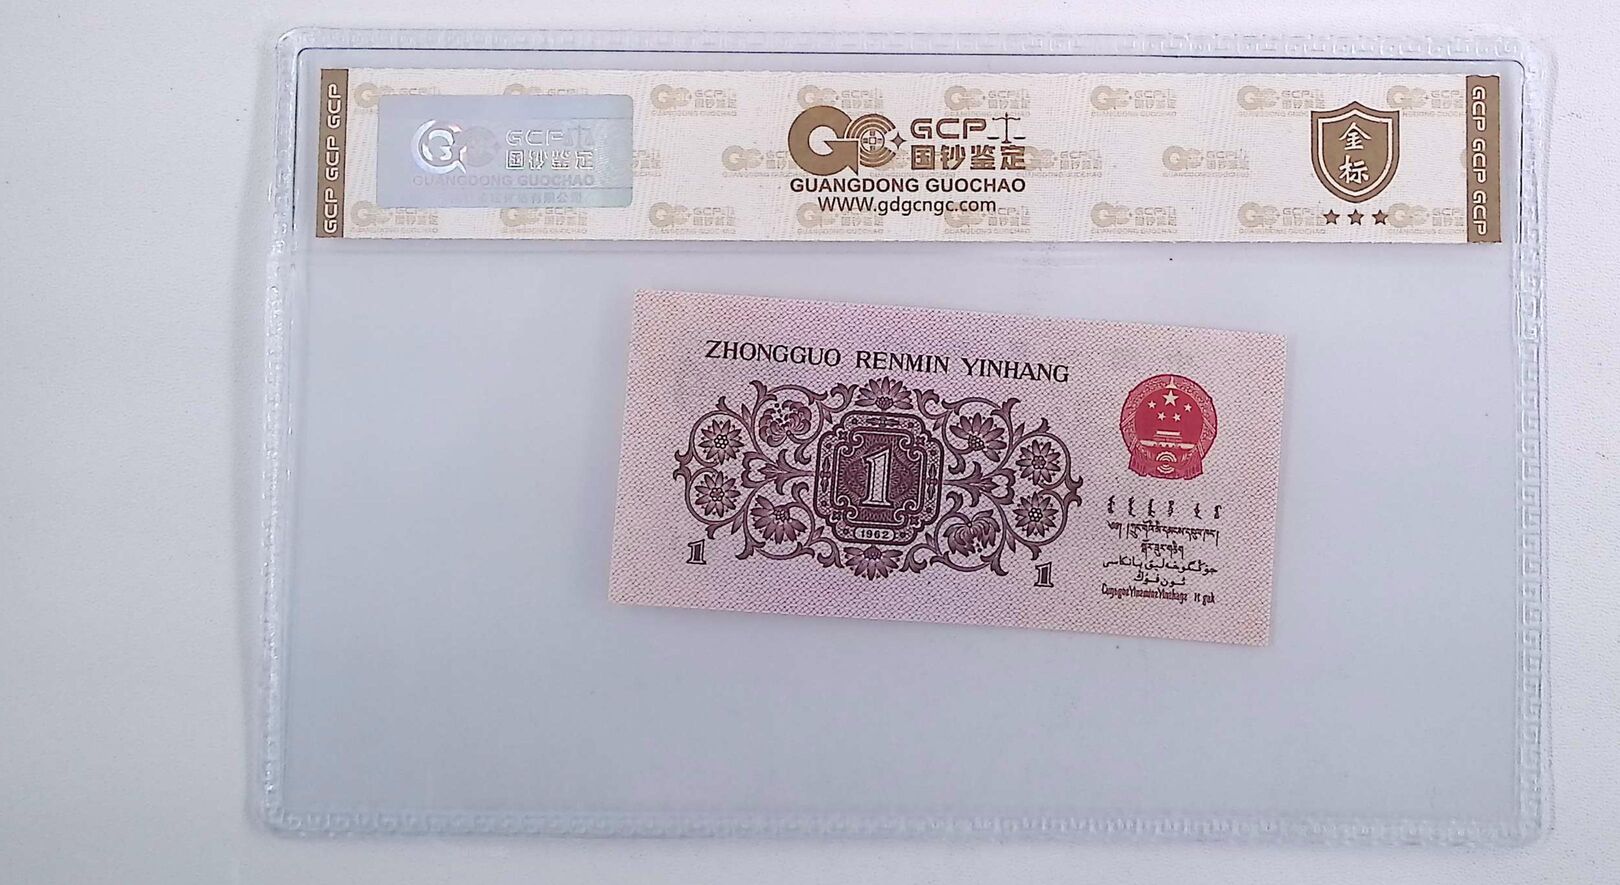 GCP GCP GCP
GCP
国钞鉴定
GUANGDONG GUOCHAO
GCP
国钞鉴定
GUANGDONG GUOCHAO
www.gdgcngc.com
金标
GCP GCP GCP
ZHONGGUO RENMIN YINHANG
1
1962
1
1